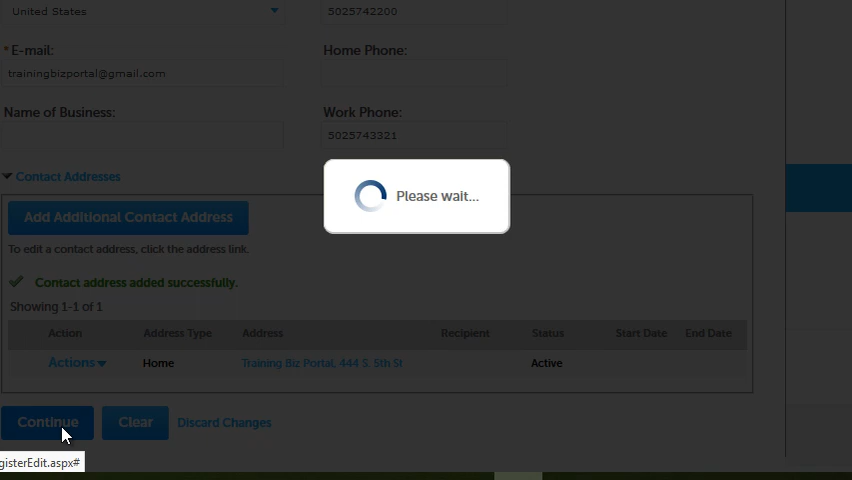 United States 5025742200
* E-mail: Home Phone:
trainingbizportal@gmail.com
Name of Business: Work Phone:
5025743321
Contact Addresses
Please wait...
Add Additional Contact Address
To edit a contact address, click the address link.
Contact address added successfully.
Showing 1-1 of 1
Action Address Type Address Recipient Status Start Date End Date
Actions Home Training Biz Portal, 444 S. 5th St Active
Continue Clear Discard Changes
gisterEdit.aspx#